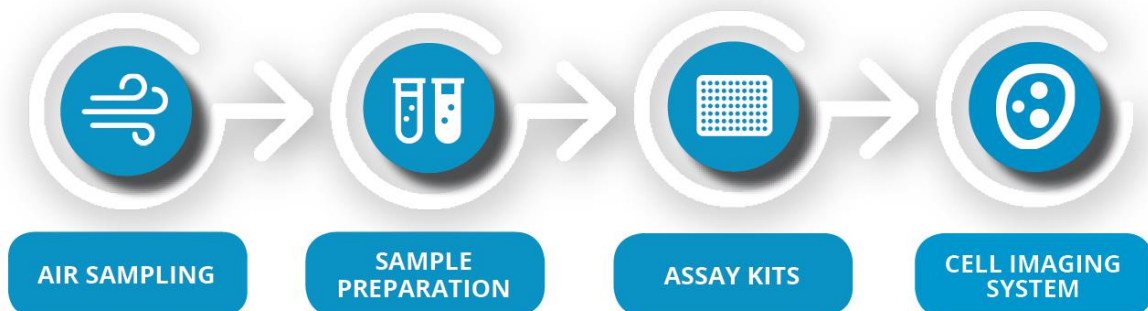 AIR SAMPLING
SAMPLE
PREPARATION
ASSAY KITS
CELL IMAGING
SYSTEM